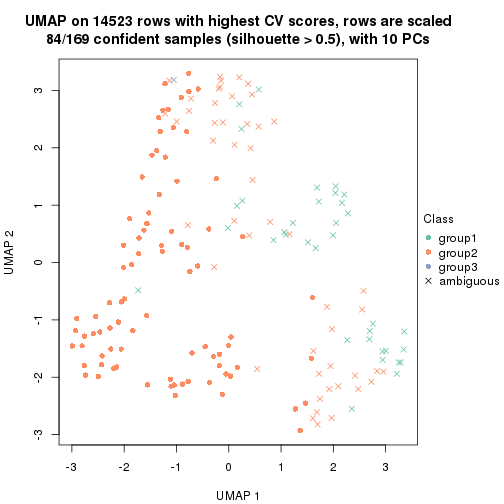 UMAP on 14523 rows with highest CV scores, rows are scaled
84/169 confident samples (silhouette > 0.5), with 10 PCs
3
2
1
0
-1
-2
-3
UMAP 2
-3
-2
-1
0
1
2
3
UMAP 1
Class
group1
group2
group3
ambiguous